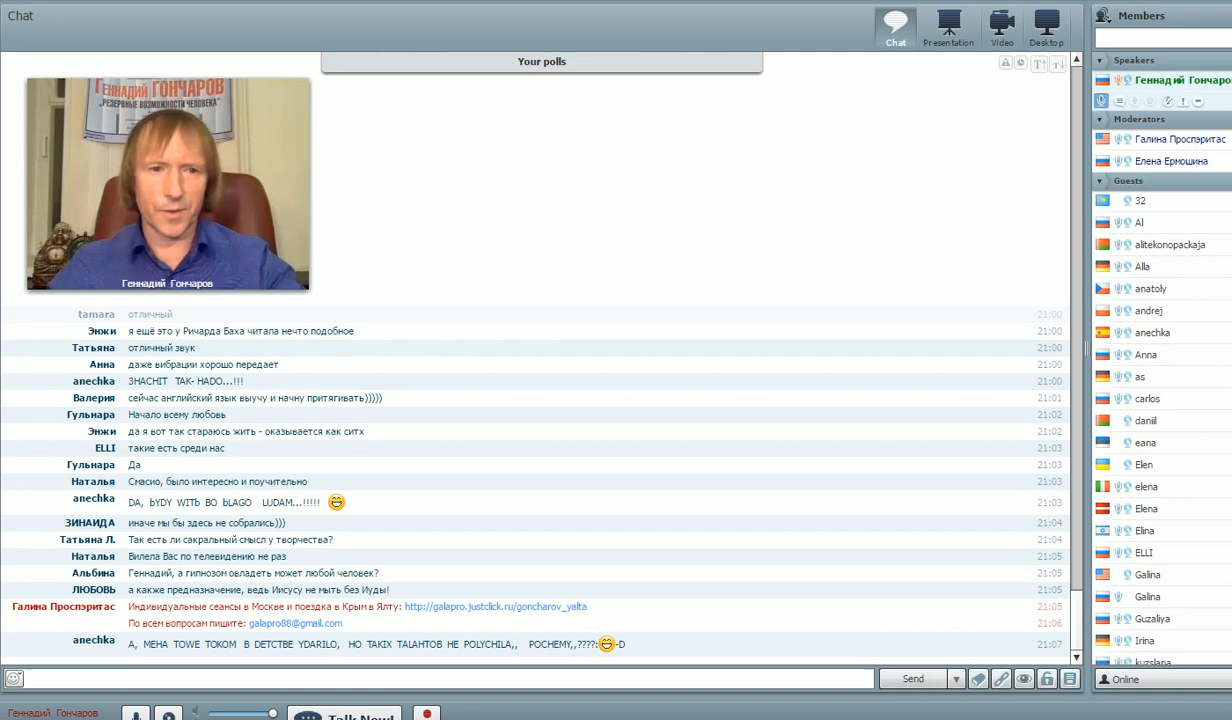 Chat
Chat
Presentation
Video
Desktop
Your polls
Геннадий ГОНЧАРОВ
"РЕЗЕРВНЫЕ ВОЗМОЖНОСТИ ЧЕЛОВЕКА"
Геннадий Гончаров
tamara отличный 21:00
Энжи я ещё это у Ричарда Баха читала нечто подобное 21:00
Татьяна отличный звук 21:00
Анна даже вибрации хорошо передает 21:00
anechka ЗНАCHIT TAK- HADO...!!! 21:00
Валерия сейчас английский язык выучу и начну притягивать))))) 21:01
Гульнара Начало всему любовь 21:02
Энжи да я вот так стараюсь жить - оказывается как ситх 21:02
ELLI такие есть среди нас 21:03
Гульнара Да 21:03
Наталья Смасио, было интересно и поучительно 21:03
anechka DA, bYDY WITb BO bLAGO LUDAM...!!!!! 21:03
ЗИНАИДА иначе мы бы здесь не собрались))) 21:04
Татьяна Л. Так есть ли сакральный смысл у творчества? 21:04
Наталья Вилела Вас по телевидению не раз 21:05
Альбина Геннадий, а гипнозом овладеть может любой человек? 21:05
ЛЮБОВЬ а какже предназначение, ведь Иисусу не мыть без Иуды! 21:05
Галина Проспэритас Индивидуальные сеансы в Москве и поездка в Крым в Ялту: http://galapro.justclick.ru/goncharov_yalta 21:05
По всем вопросам пишите: galapro88@gmail.com 21:06
anechka A, MEHA TOWE TOKOM B DETCTBE YDARILO, HO TAKIX TALAHTOB HE POLYCHILA,, POCHEMY,,????: -D 21:07
Send
Геннадий Гончаров
Talk Now!
Members
Speakers
Геннадий Гончаро
Moderators
Галина Проспэритас
Елена Ермошина
Guests
32
Al
alitekonopackaja
Alla
anatoly
andrej
anechka
Anna
as
carlos
daniil
eana
Elen
elena
Elena
Elina
ELLI
Galina
Galina
Guzaliya
Irina
kuzslana
Online